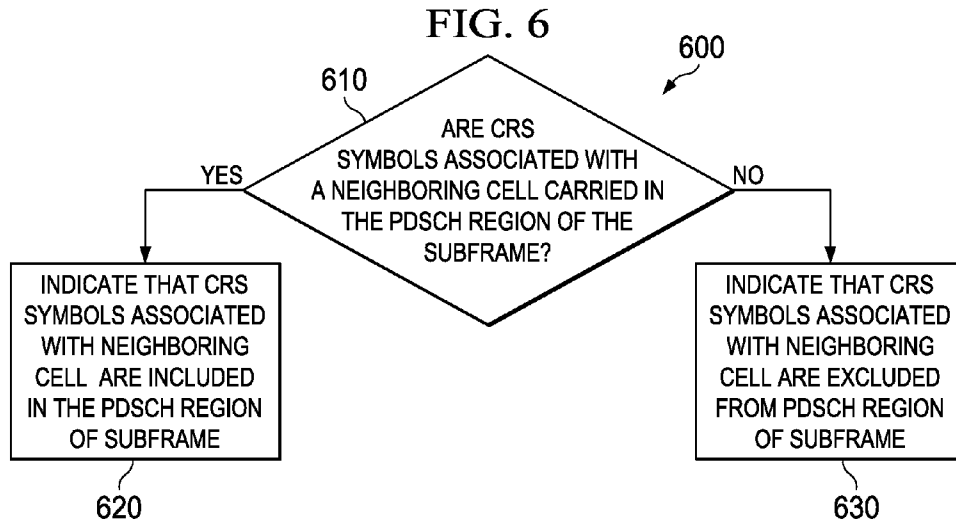 FIG. 6
600
610
ARE CRS
SYMBOLS ASSOCIATED WITH
A NEIGHBORING CELL CARRIED IN
THE PDSCH REGION OF THE
SUBFRAME?
YES
NO
INDICATE THAT CRS
SYMBOLS ASSOCIATED
WITH NEIGHBORING
CELL ARE INCLUDED
IN THE PDSCH REGION
OF SUBFRAME
620
INDICATE THAT CRS
SYMBOLS ASSOCIATED
WITH NEIGHBORING
CELL ARE EXCLUDED
FROM PDSCH REGION
OF SUBFRAME
630